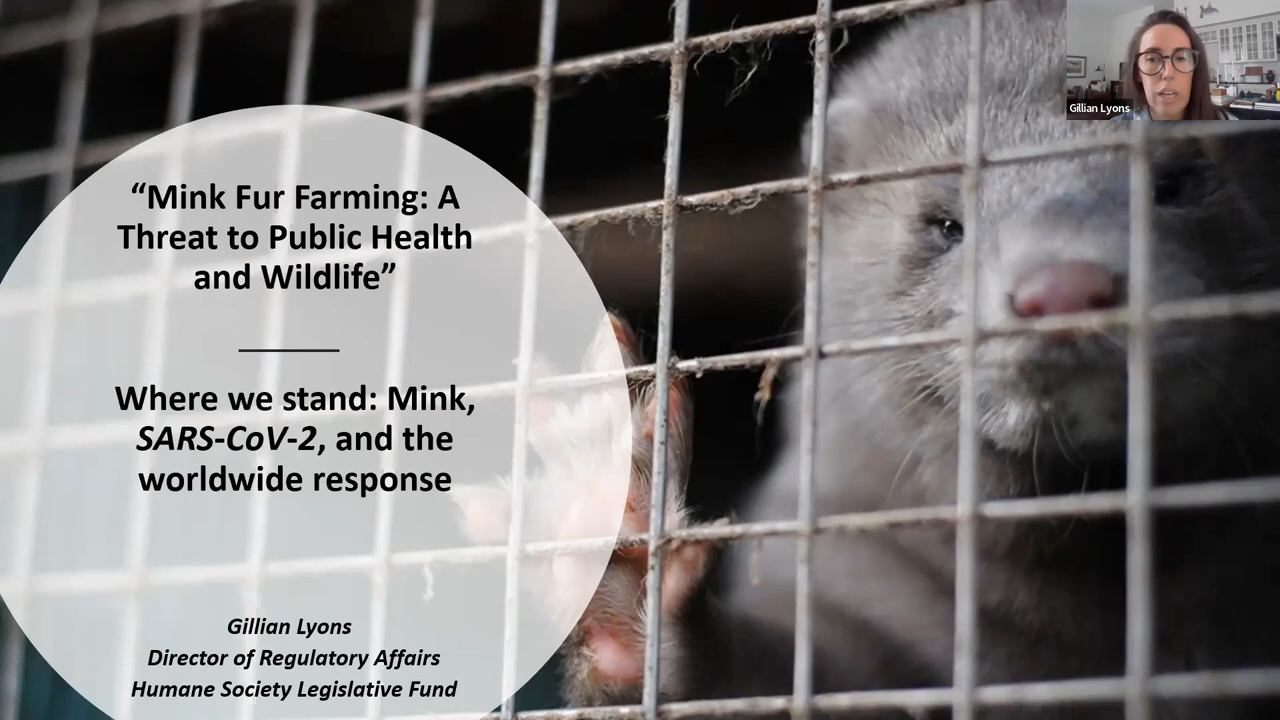 “Mink Fur Farming: A
Threat to Public Health
and Wildlife”
Where we stand: Mink,
SARS-CoV-2, and the
worldwide response
Gillian Lyons
Director of Regulatory Affairs
Humane Society Legislative Fund
Gillian Lyons